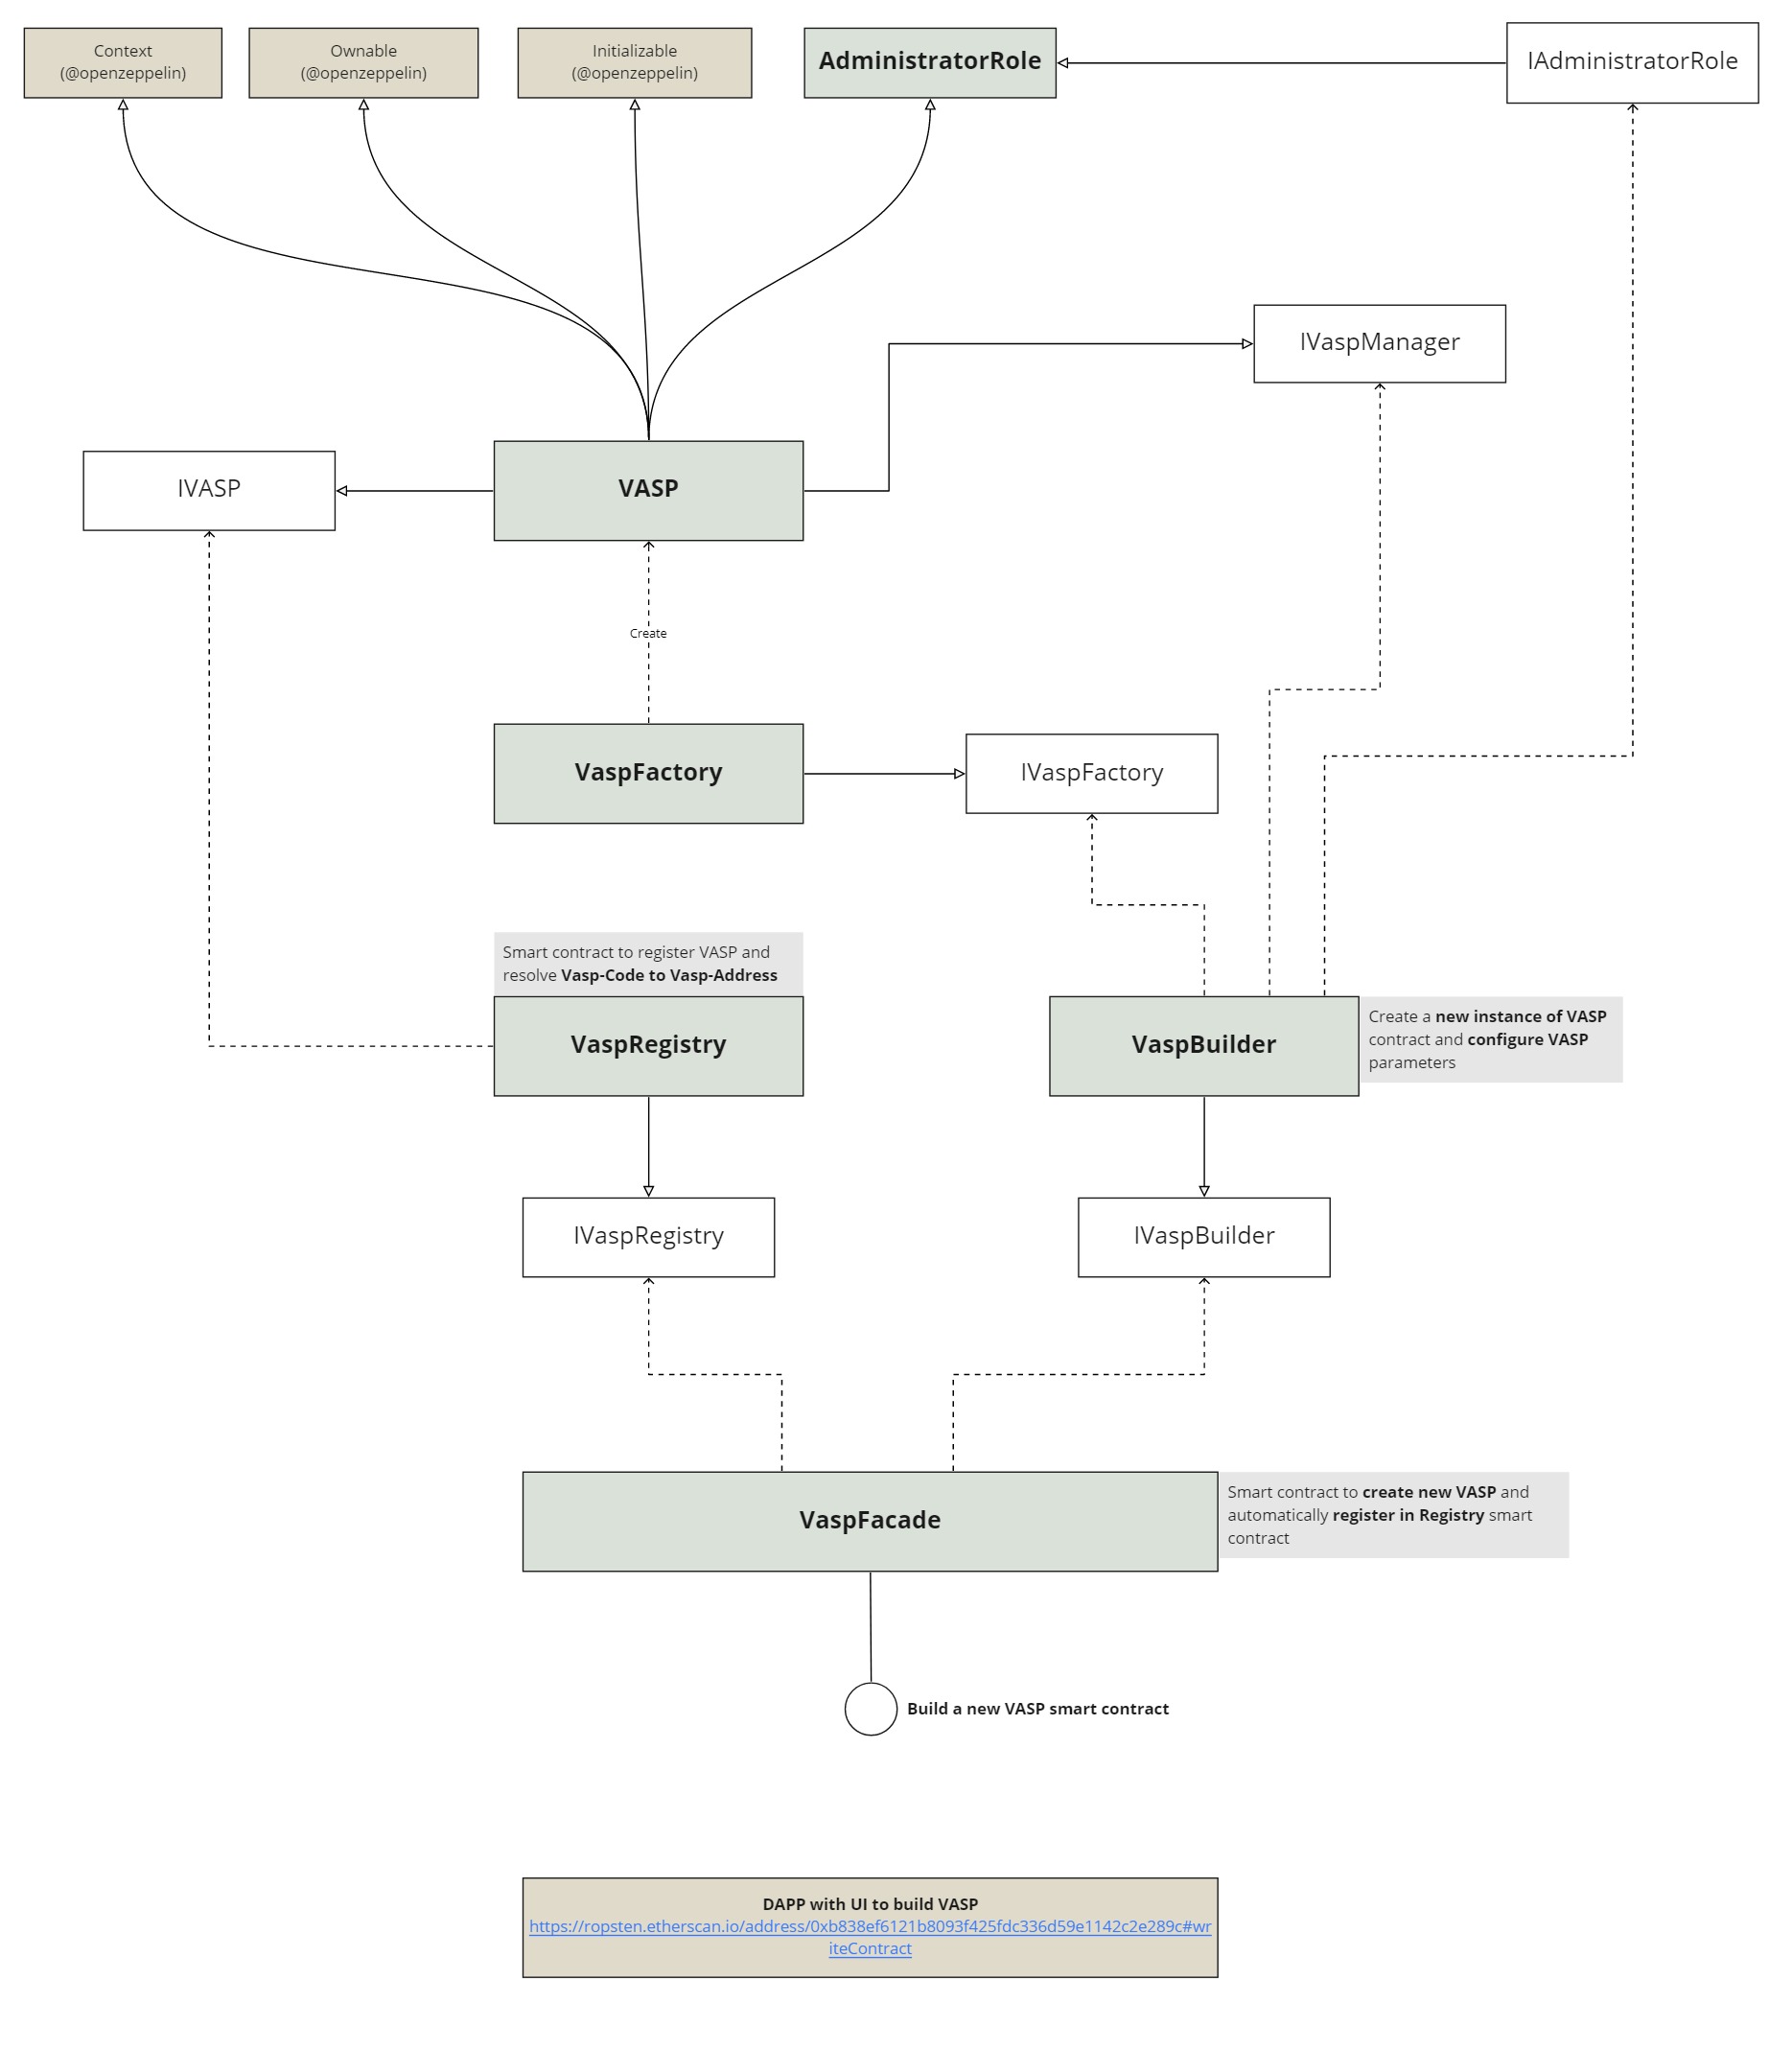 Context
(@openzeppelin)
Ownable
(@openzeppelin)
Initializable
(@openzeppelin)
AdministratorRole
IAdministratorRole
IVaspManager
IVASP
VASP
Create
VaspFactory
IVaspFactory
Smart contract to register VASP and
resolve Vasp-Code to Vasp-Address
VaspRegistry
VaspBuilder
Create a new instance of VASP
contract and configure VASP
parameters
IVaspRegistry
IVaspBuilder
VaspFacade
Smart contract to create new VASP and
automatically register in Registry smart
contract
Build a new VASP smart contract
DAPP with UI to build VASP
https://ropsten.etherscan.io/address/0xb838ef6121b8093f425fdc336d59e1142c2e289c#wr
iteContract